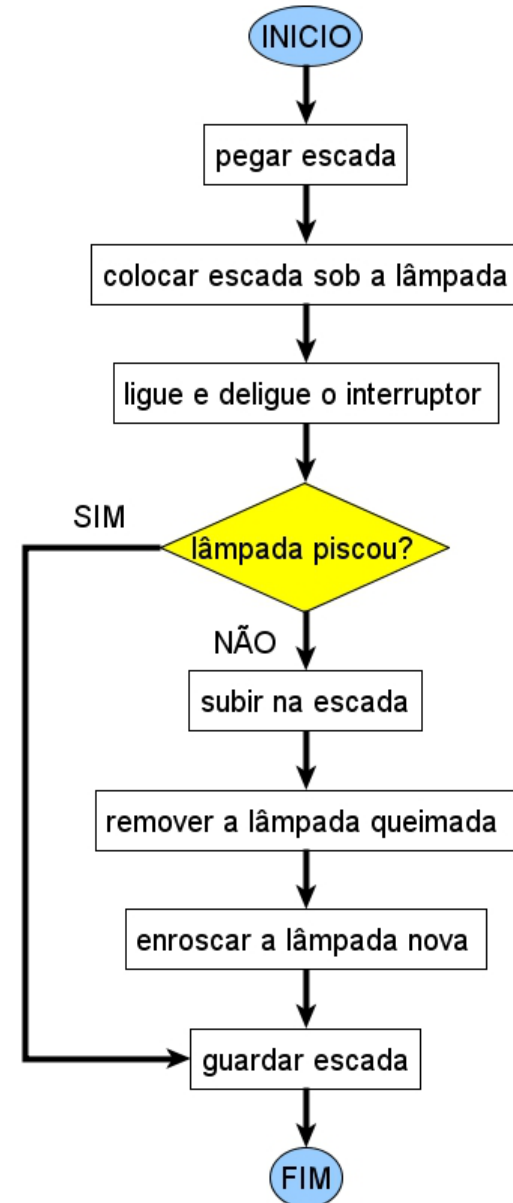 INICIO
pegar escada
colocar escada sob a lâmpada
ligue e deligue o interruptor
SIM
lâmpada piscou?
NÃO
subir na escada
remover a lâmpada queimada
enroscar a lâmpada nova
guardar escada
FIM